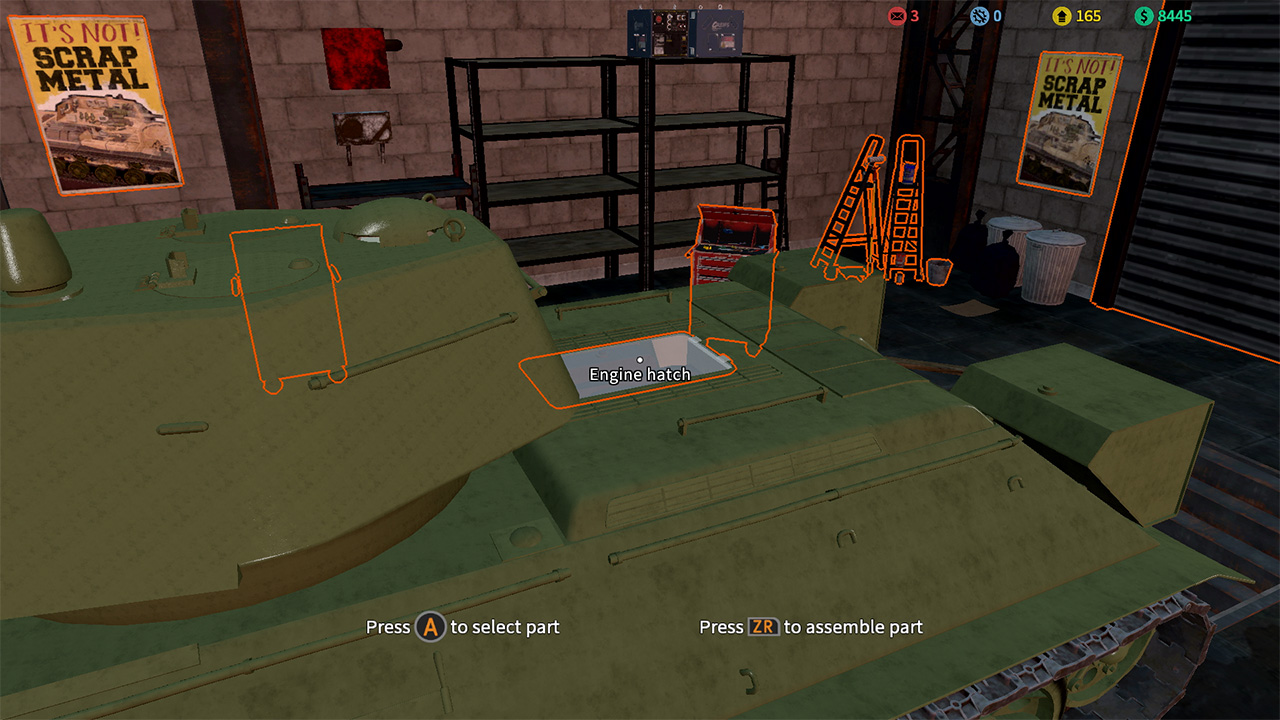 3
0
165
8445
IT'S NOT!
SCRAP
METAL
IT'S NOT!
SCRAP
METAL
Engine hatch
Press A to select part
Press ZR to assemble part